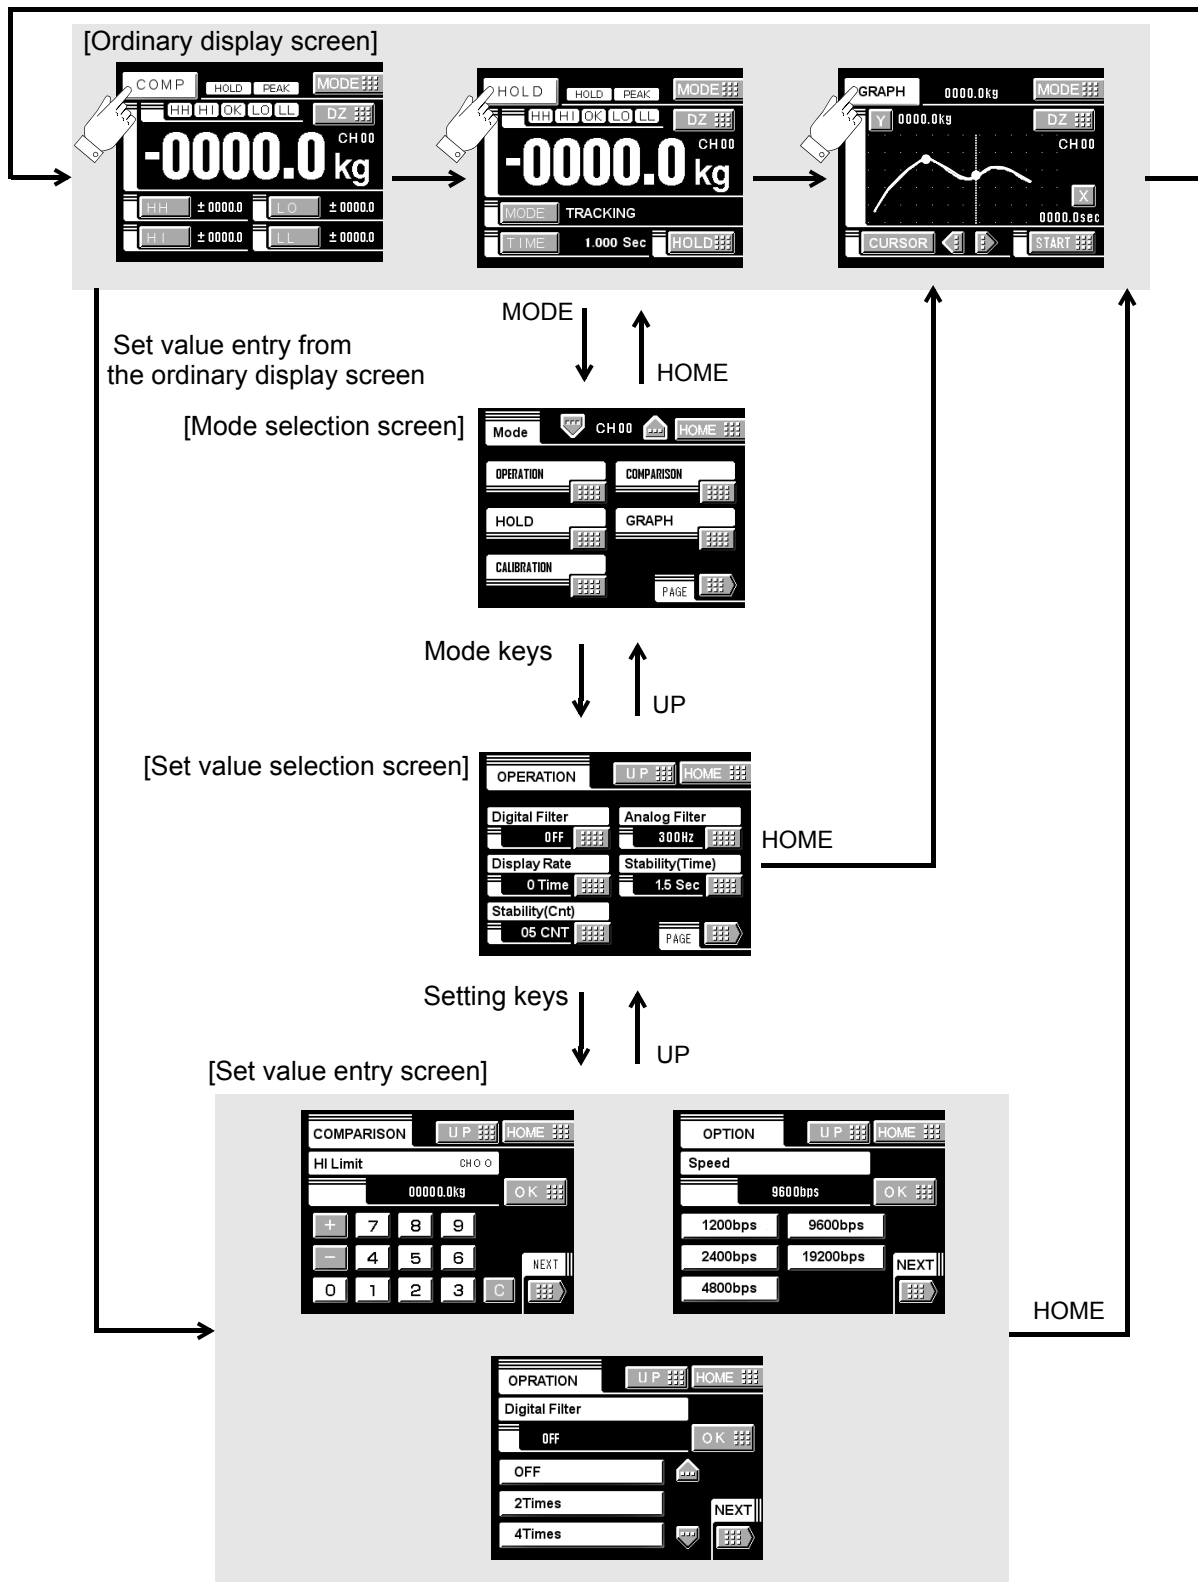 [Ordinary display screen]
COMP HOLD PEAK MODE
HH HI OK LO LL DZ
CH00
-0000.0 kg
HH ±0000.0 LO ±0000.0
HI ±0000.0 LL ±0000.0
HOLD HOLD PEAK MODE
HH HI OK LO LL DZ
CH00
-0000.0 kg
MODE TRACKING
TIME 1.000 Sec HOLD
GRAPH 0000.0kg MODE
Y 0000.0kg DZ
CH00
X
0000.0sec
CURSOR START
MODE
HOME
Set value entry from
the ordinary display screen
[Mode selection screen]
Mode CH00 HOME
OPERATION COMPARISON
HOLD GRAPH
CALIBRATION
PAGE
Mode keys
UP
[Set value selection screen]
OPERATION UP HOME
Digital Filter Analog Filter
OFF 300Hz
Display Rate Stability(Time)
0 Time 1.5 Sec
Stability(Cnt)
05 CNT PAGE
HOME
Setting keys
UP
[Set value entry screen]
COMPARISON UP HOME
HI Limit CH00
00000.0kg OK
+ 7 8 9
- 4 5 6 NEXT
0 1 2 3 C
OPTION UP HOME
Speed
9600bps OK
1200bps 9600bps
2400bps 19200bps NEXT
4800bps
HOME
OPRATION UP HOME
Digital Filter
OFF OK
OFF
2Times NEXT
4Times